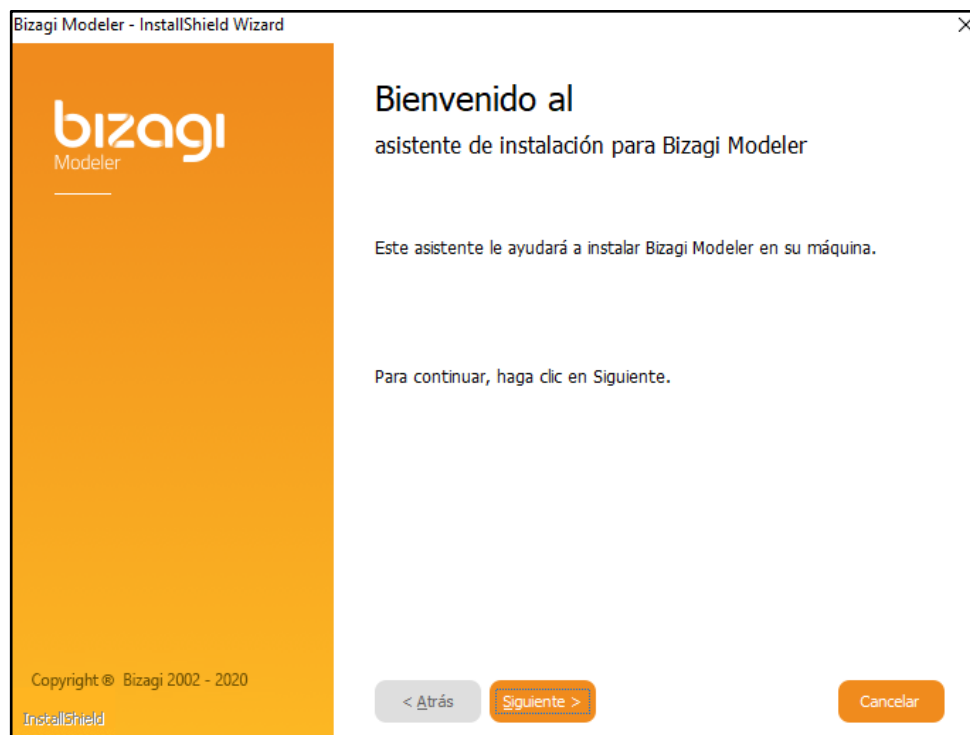 Bizagi Modeler - InstallShield Wizard
bizagi
Modeler
Bienvenido al
asistente de instalación para Bizagi Modeler
Este asistente le ayudará a instalar Bizagi Modeler en su máquina.
Para continuar, haga clic en Siguiente.
Copyright ® Bizagi 2002 - 2020
InstallShield
< Atrás
Siguiente >
Cancelar